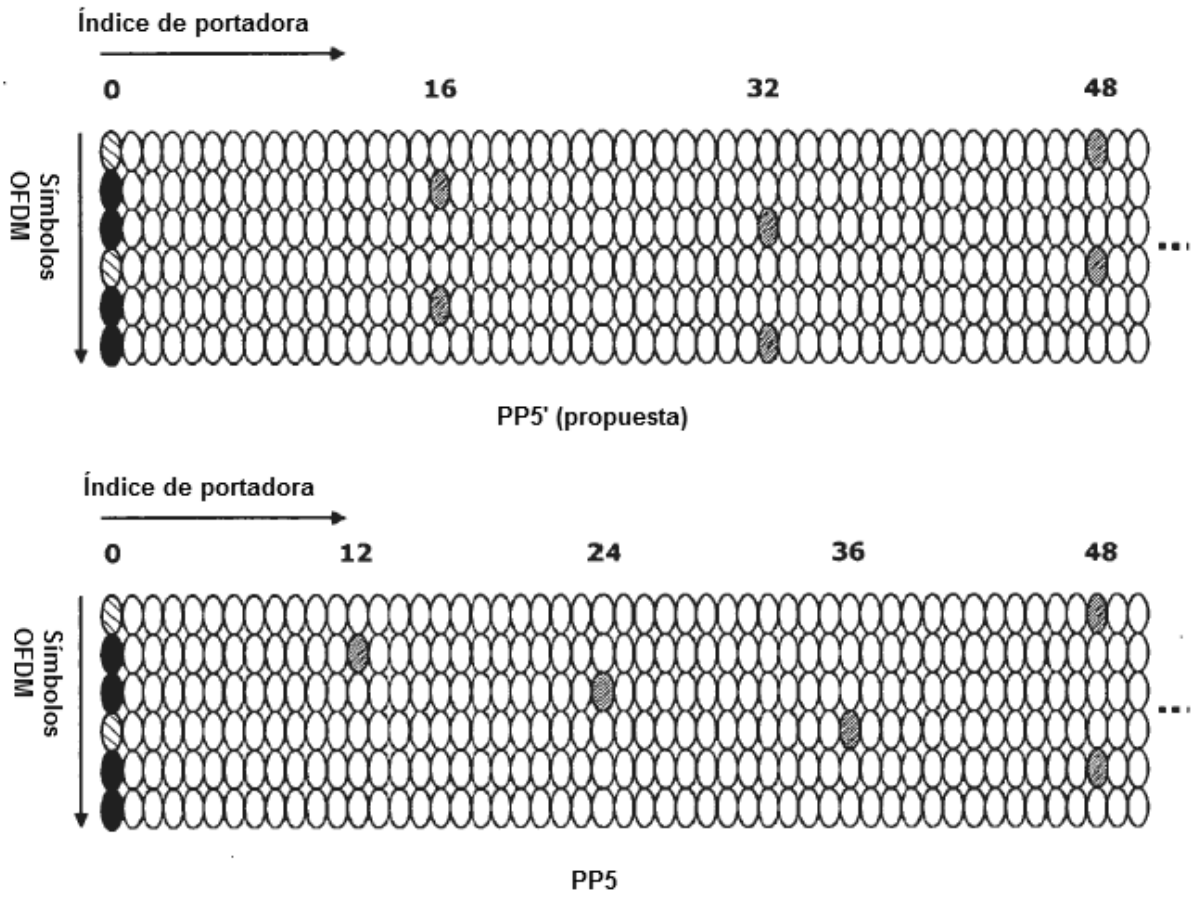 Índice de portadora
0 16 32 48
Símbolos
OFDM
PP5' (propuesta)
Índice de portadora
0 12 24 36 48
Símbolos
OFDM
PP5